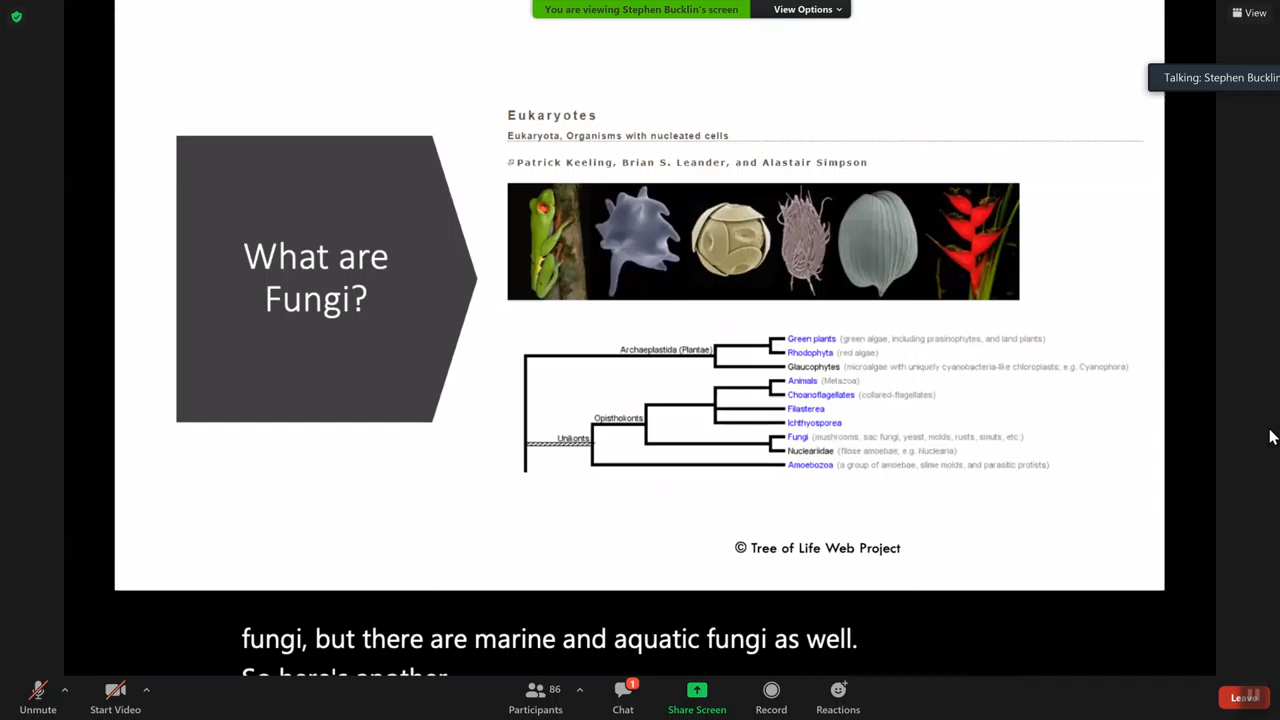 You are viewing Stephen Bucklin's screen
View Options
View
Talking: Stephen Bucklin
Eukaryotes
Eukaryota, Organisms with nucleated cells
Patrick Keeling, Brian S. Leander, and Alastair Simpson
What are
Fungi?
Archaeplastida (Plantae)
Green plants (green algae, including prasinophytes, and land plants)
Rhodophyta (red algae)
Glaucophytes (microalgae with uniquely cyanobacteria-like chloroplasts; e.g. Cyanophora)
Animals (Metazoa)
Choanoflagellates (collared-flagellates)
Filasterea
Opisthokonts
Ichthyosporea
Unikonts
Fungi (mushrooms, sac fungi, yeast, molds, rusts, smuts, etc.)
Nucleariidae (filose amoebae; e.g. Nuclearia)
Amoebozoa (a group of amoebae, slime molds, and parasitic protists)
© Tree of Life Web Project
fungi, but there are marine and aquatic fungi as well.
So here's another
Unmute
Start Video
86
Participants
1
Chat
Share Screen
Record
Reactions
Leave